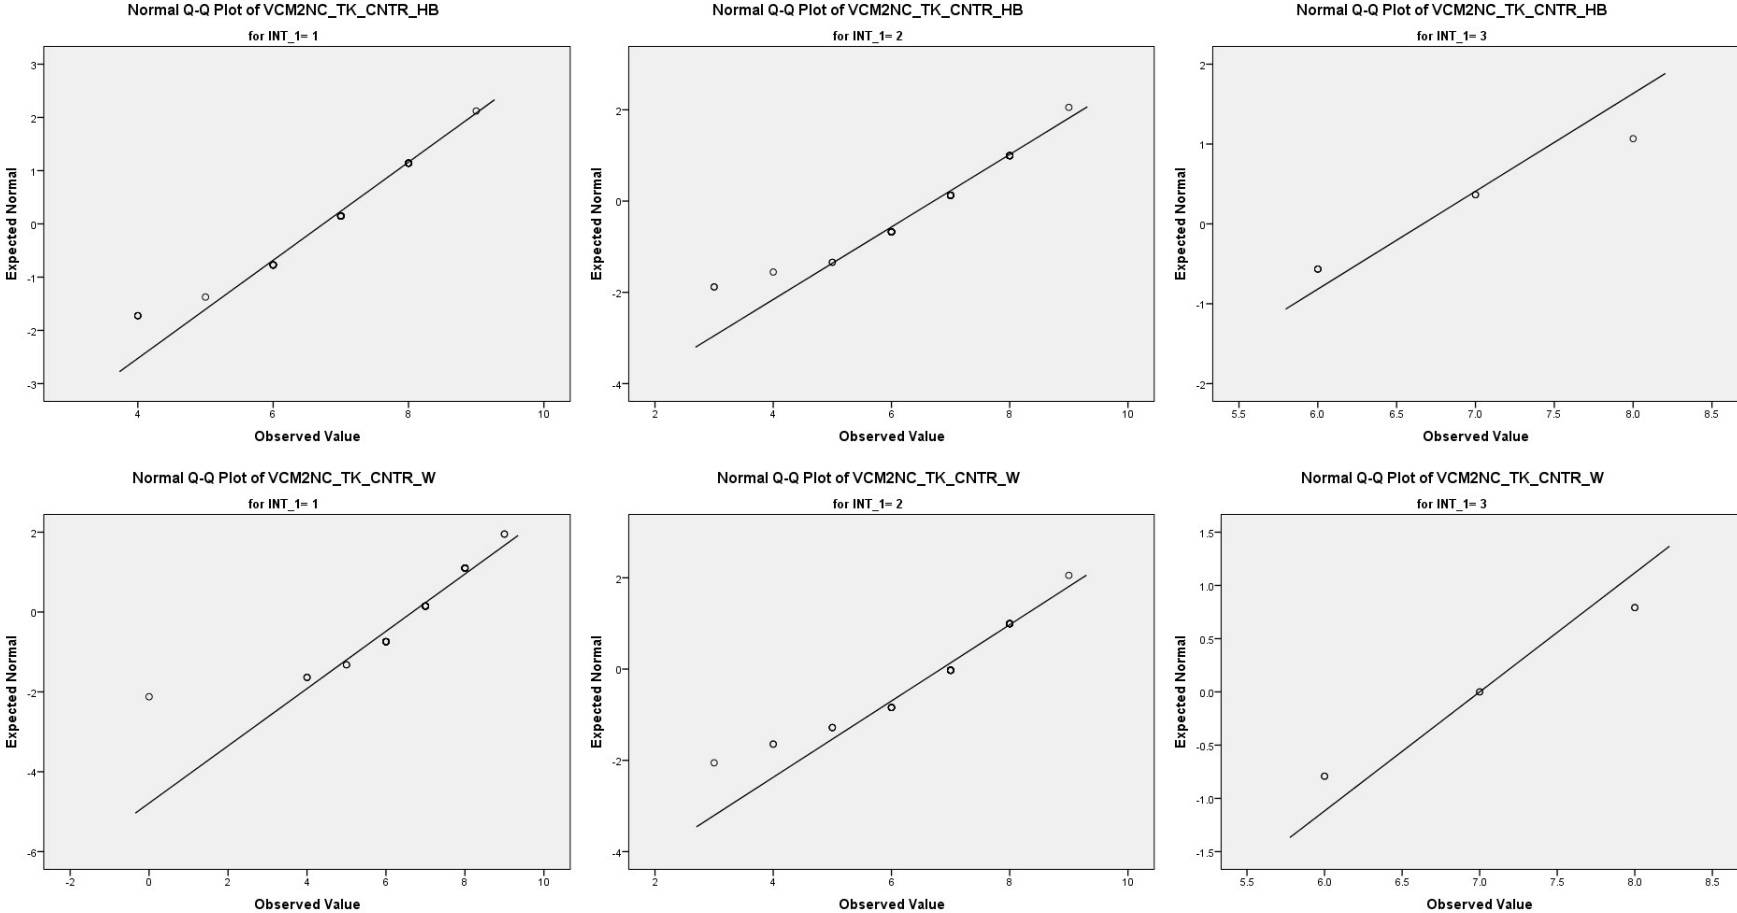 Normal Q-Q Plot of VCM2NC_TK_CNTR_HB
for INT_1= 1
Expected Normal
3
2
1
0
-1
-2
-3
4
6
8
10
Observed Value
Normal Q-Q Plot of VCM2NC_TK_CNTR_HB
for INT_1= 2
Expected Normal
2
0
-2
-4
2
4
6
8
10
Observed Value
Normal Q-Q Plot of VCM2NC_TK_CNTR_HB
for INT_1= 3
Expected Normal
2
1
0
-1
-2
5.5
6.0
6.5
7.0
7.5
8.0
8.5
Observed Value
Normal Q-Q Plot of VCM2NC_TK_CNTR_W
for INT_1= 1
Expected Normal
2
0
-2
-4
-6
-2
0
2
4
6
8
10
Observed Value
Normal Q-Q Plot of VCM2NC_TK_CNTR_W
for INT_1= 2
Expected Normal
2
0
-2
-4
2
4
6
8
10
Observed Value
Normal Q-Q Plot of VCM2NC_TK_CNTR_W
for INT_1= 3
Expected Normal
1.5
1.0
0.5
0.0
-0.5
-1.0
-1.5
5.5
6.0
6.5
7.0
7.5
8.0
8.5
Observed Value